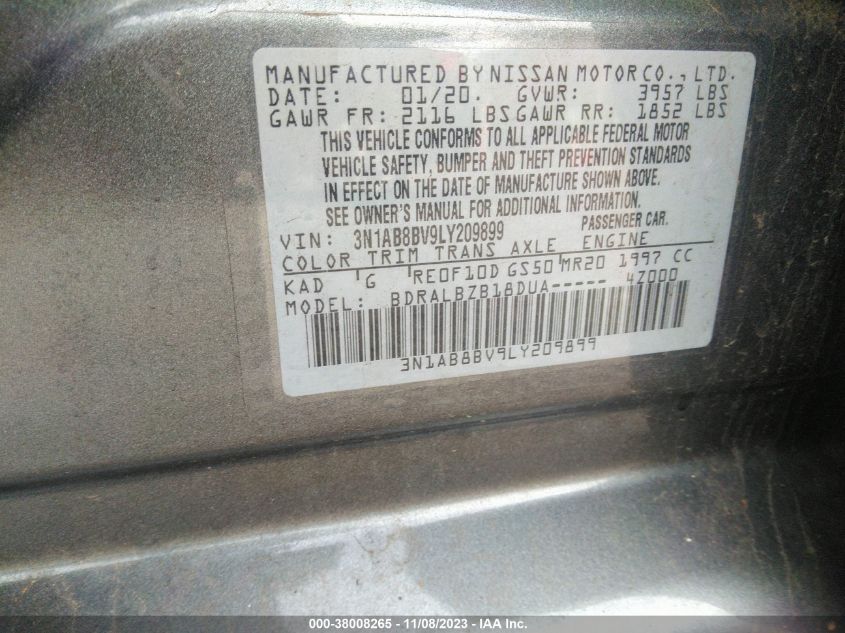 MANUFACTURED BY NISSAN MOTOR CO., LTD.
DATE: 01/20. GVWR: 3957 LBS
GAWR FR: 2116 LBS GAWR RR: 1852 LBS
THIS VEHICLE CONFORMS TO ALL APPLICABLE FEDERAL MOTOR
VEHICLE SAFETY, BUMPER AND THEFT PREVENTION STANDARDS
IN EFFECT ON THE DATE OF MANUFACTURE SHOWN ABOVE.
SEE OWNER'S MANUAL FOR ADDITIONAL INFORMATION.
VIN: 3N1AB8BV9LY209899 PASSENGER CAR.
COLOR TRIM TRANS AXLE ENGINE
KAD G RE0F10D GS50 MR20 1997 CC
MODEL: BDRALBZB18DUA----- 4Z000
3N1AB8BV9LY209899
000-38008265 - 11/08/2023 - IAA Inc.